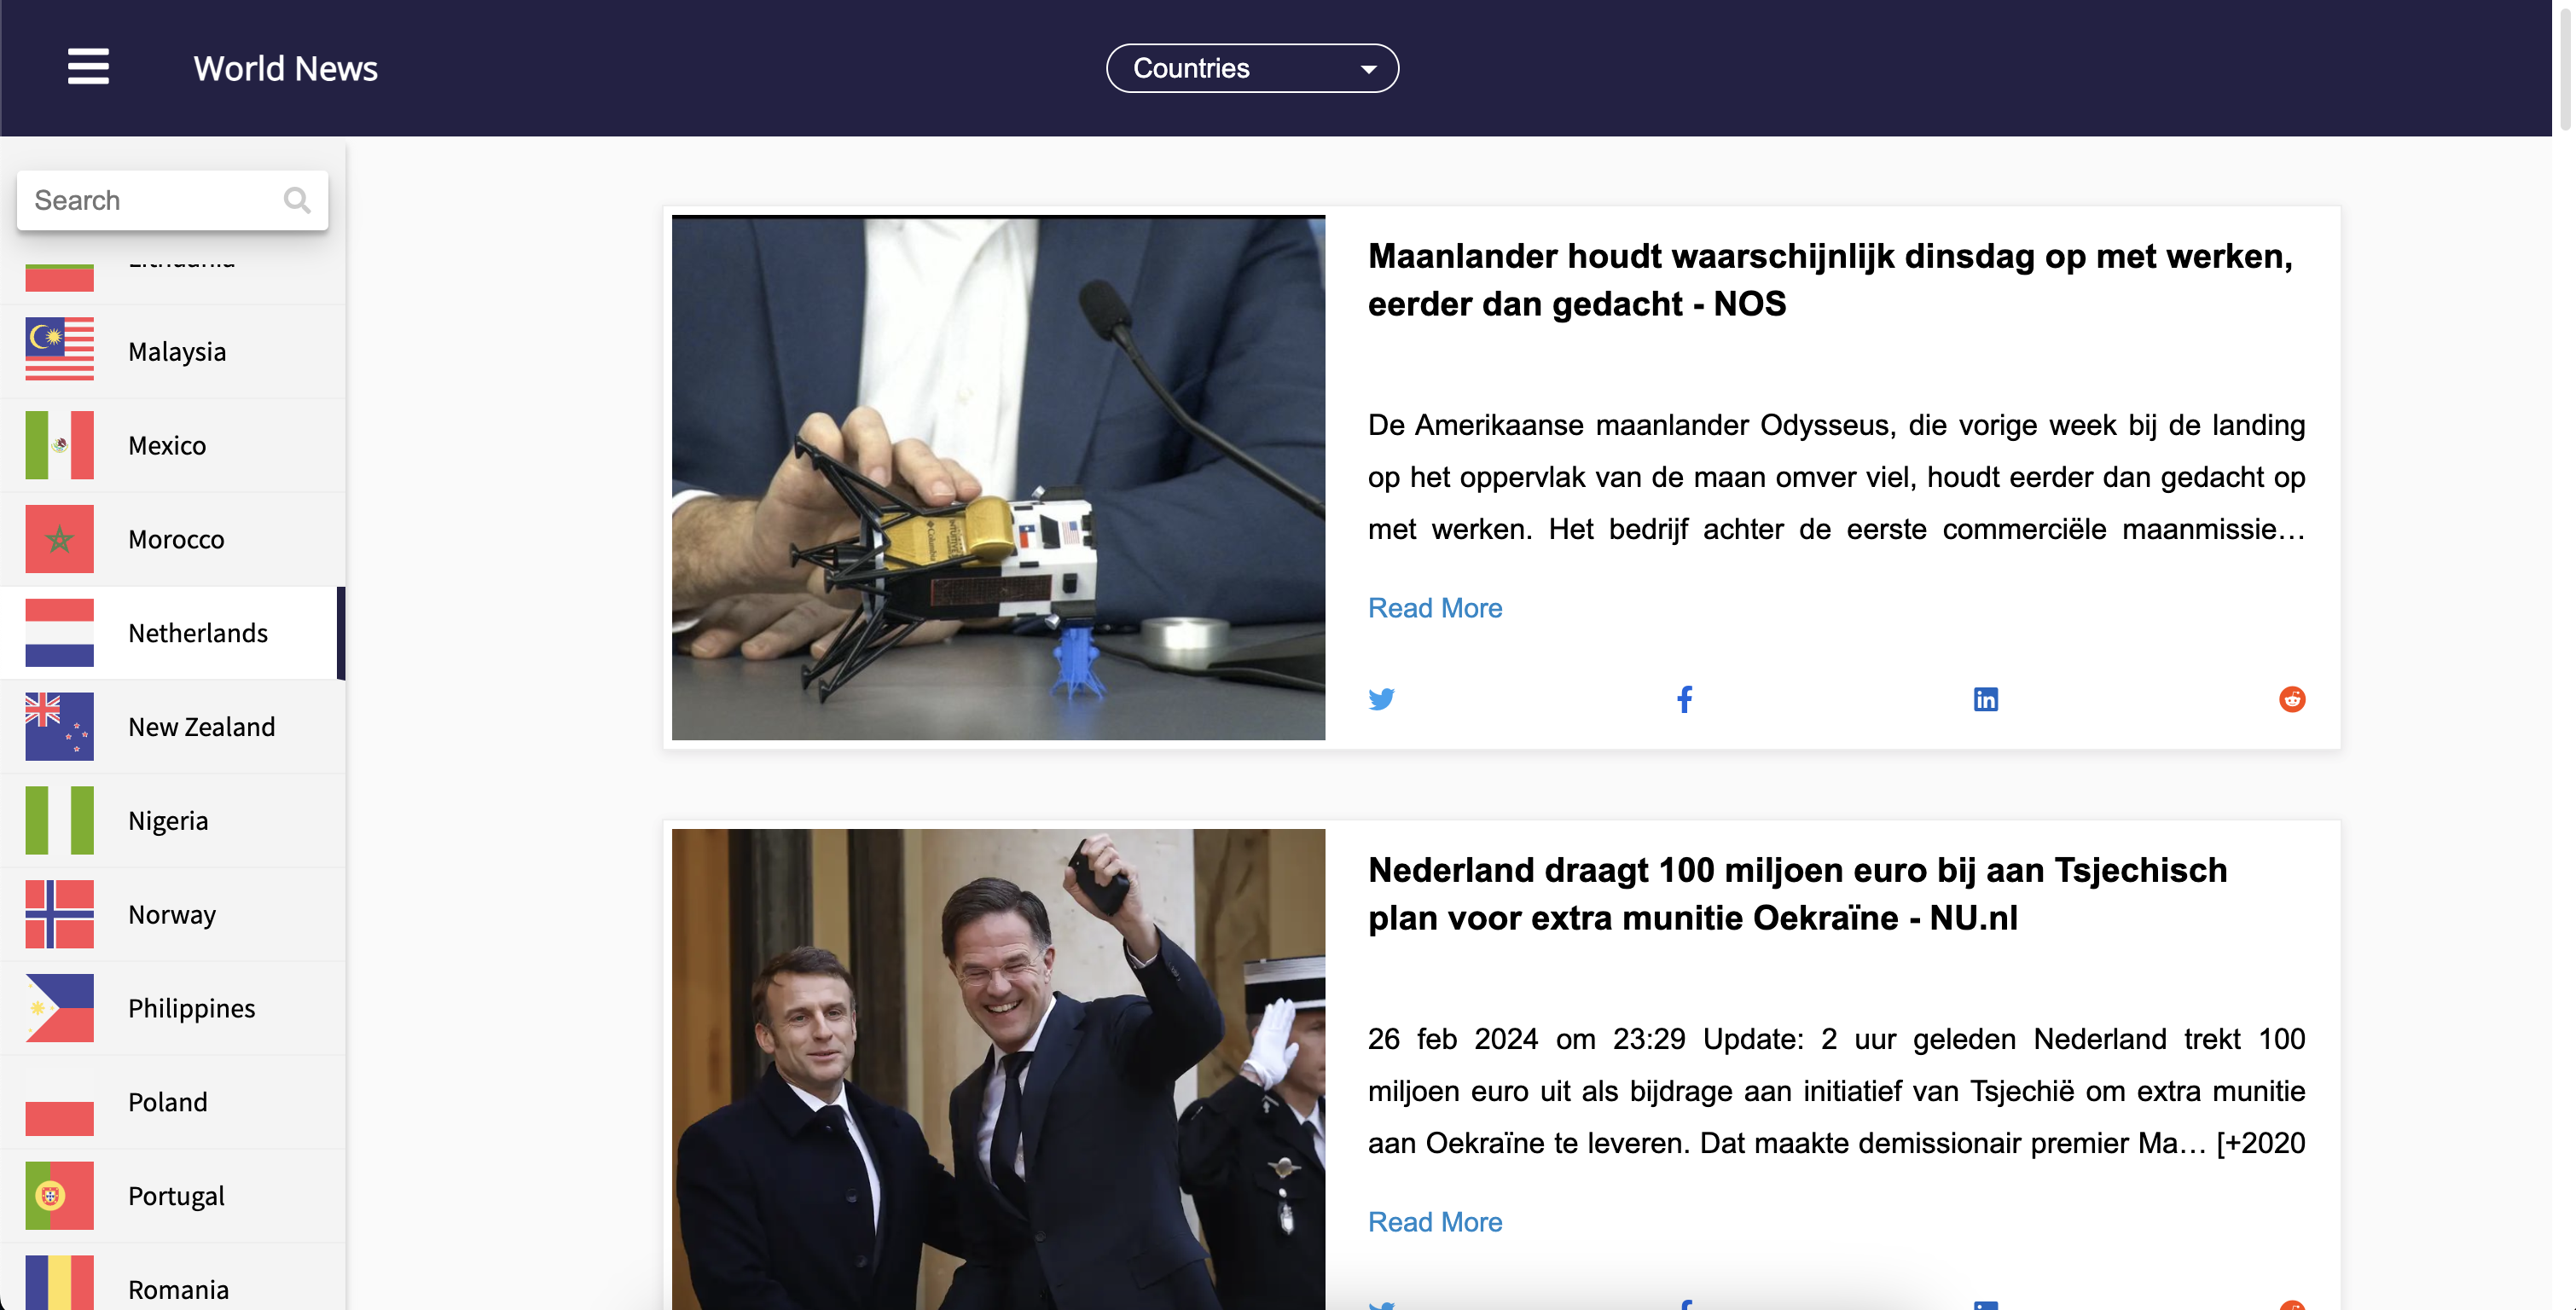 World News
Countries
Search
Lithuania
Malaysia
Mexico
Morocco
Netherlands
New Zealand
Nigeria
Norway
Philippines
Poland
Portugal
Romania
Maanlander houdt waarschijnlijk dinsdag op met werken,
eerder dan gedacht - NOS
De Amerikaanse maanlander Odysseus, die vorige week bij de landing
op het oppervlak van de maan omver viel, houdt eerder dan gedacht op
met werken. Het bedrijf achter de eerste commerciële maanmissie…
Read More
Nederland draagt 100 miljoen euro bij aan Tsjechisch
plan voor extra munitie Oekraïne - NU.nl
26 feb 2024 om 23:29 Update: 2 uur geleden Nederland trekt 100
miljoen euro uit als bijdrage aan initiatief van Tsjechië om extra munitie
aan Oekraïne te leveren. Dat maakte demissionair premier Ma… [+2020
Read More
Columbia